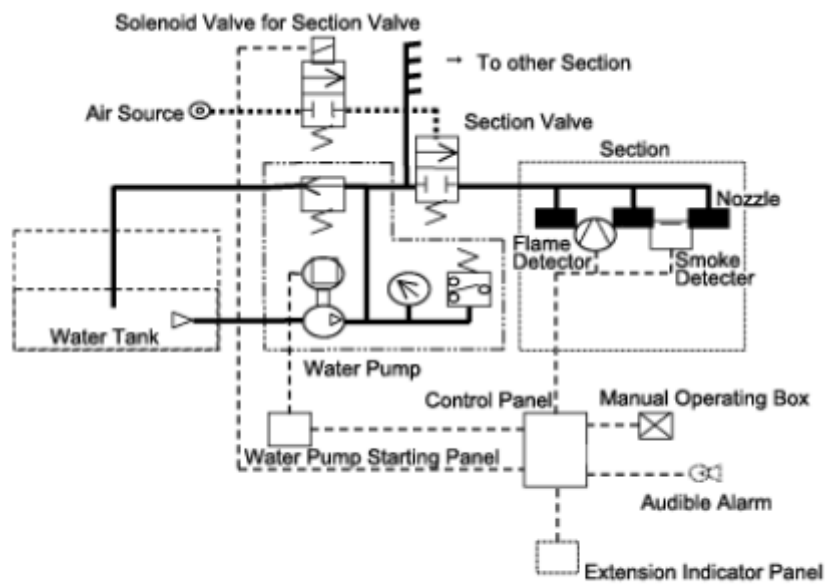 Solenoid Valve for Section Valve
→ To other Section
Air Source
Section Valve
Section
Nozzle
Flame
Detector
Smoke
Detecter
Water Tank
Water Pump
Control Panel
Manual Operating Box
Water Pump Starting Panel
Audible Alarm
Extension Indicator Panel